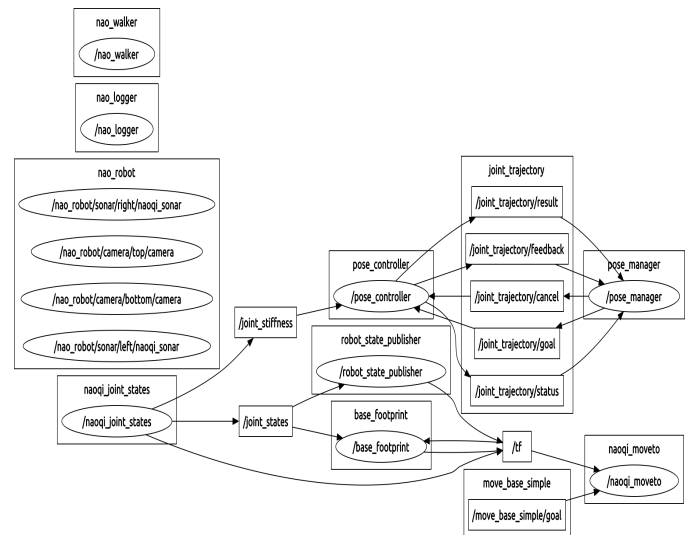 nao_walker
/nao_walker
nao_logger
/nao_logger
nao_robot
/nao_robot/sonar/right/naoqi_sonar
/nao_robot/camera/top/camera
/nao_robot/camera/bottom/camera
/nao_robot/sonar/left/naoqi_sonar
naoqi_joint_states
/naoqi_joint_states
/joint_stiffness
/joint_states
pose_controller
/pose_controller
robot_state_publisher
/robot_state_publisher
base_footprint
/base_footprint
joint_trajectory
/joint_trajectory/result
/joint_trajectory/feedback
/joint_trajectory/cancel
/joint_trajectory/goal
/joint_trajectory/status
pose_manager
/pose_manager
/tf
move_base_simple
/move_base_simple/goal
naoqi_moveto
/naoqi_moveto